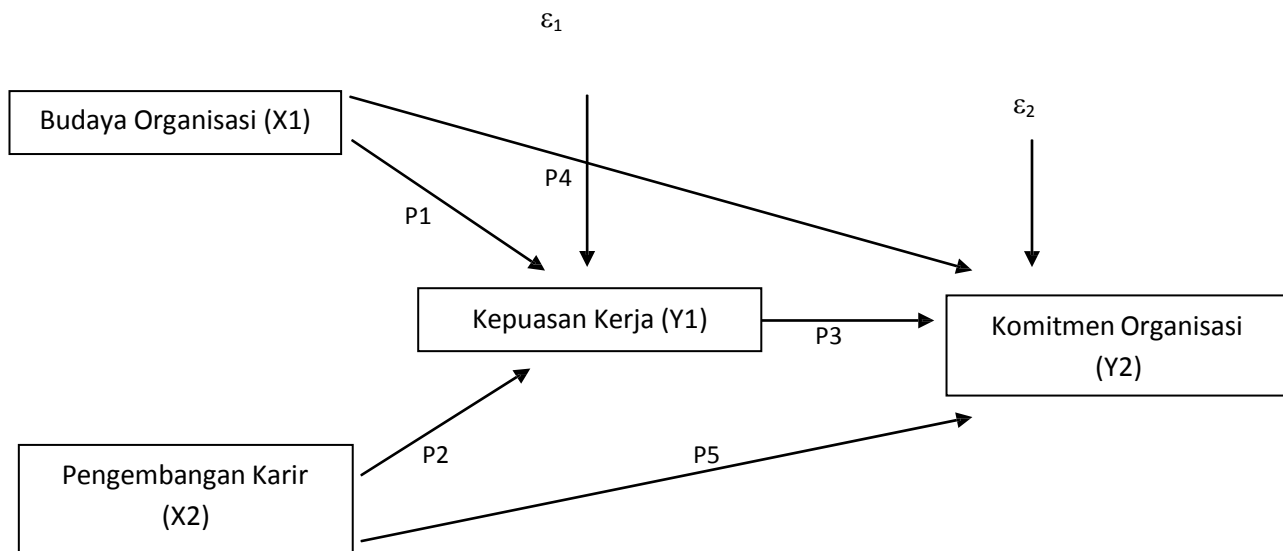 ε1
Budaya Organisasi (X1)
ε2
P4
P1
Kepuasan Kerja (Y1)
P3
Komitmen Organisasi
(Y2)
P2
P5
Pengembangan Karir
(X2)